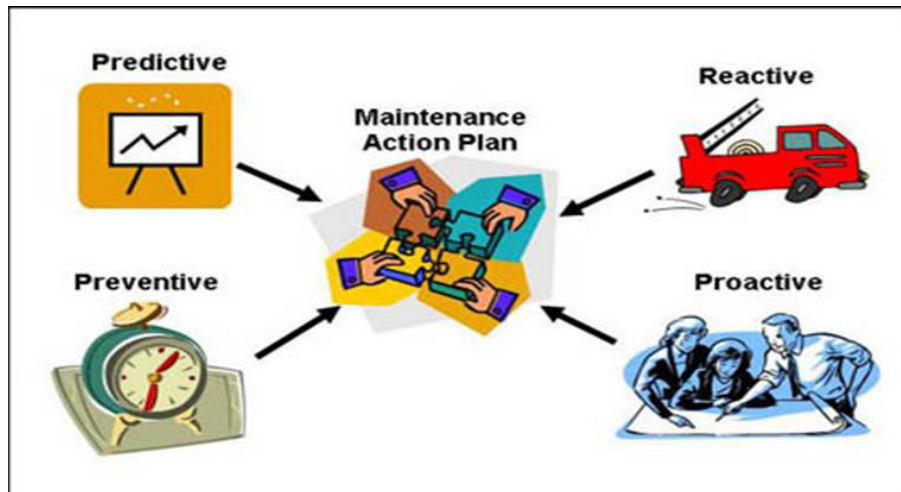 Predictive
Reactive
Maintenance
Action Plan
Preventive
Proactive